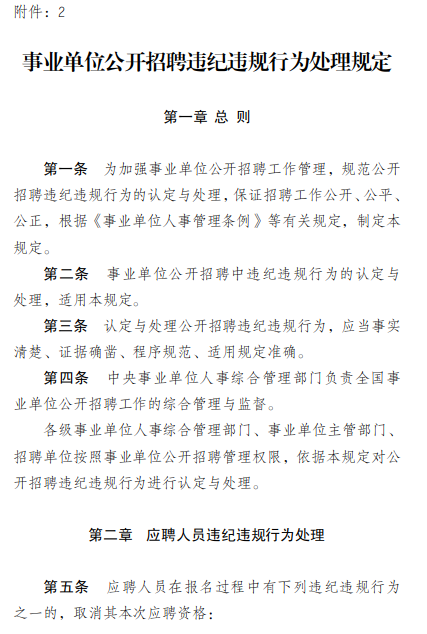 附件：2
事业单位公开招聘违纪违规行为处理规定
第一章 总 则
第一条 为加强事业单位公开招聘工作管理，规范公开
招聘违纪违规行为的认定与处理，保证招聘工作公开、公平、
公正，根据《事业单位人事管理条例》等有关规定，制定本
规定。
第二条 事业单位公开招聘中违纪违规行为的认定与
处理，适用本规定。
第三条 认定与处理公开招聘违纪违规行为，应当事实
清楚、证据确凿、程序规范、适用规定准确。
第四条 中央事业单位人事综合管理部门负责全国事
业单位公开招聘工作的综合管理与监督。
各级事业单位人事综合管理部门、事业单位主管部门、
招聘单位按照事业单位公开招聘管理权限，依据本规定对公
开招聘违纪违规行为进行认定与处理。
第二章 应聘人员违纪违规行为处理
第五条 应聘人员在报名过程中有下列违纪违规行为
之一的，取消其本次应聘资格：